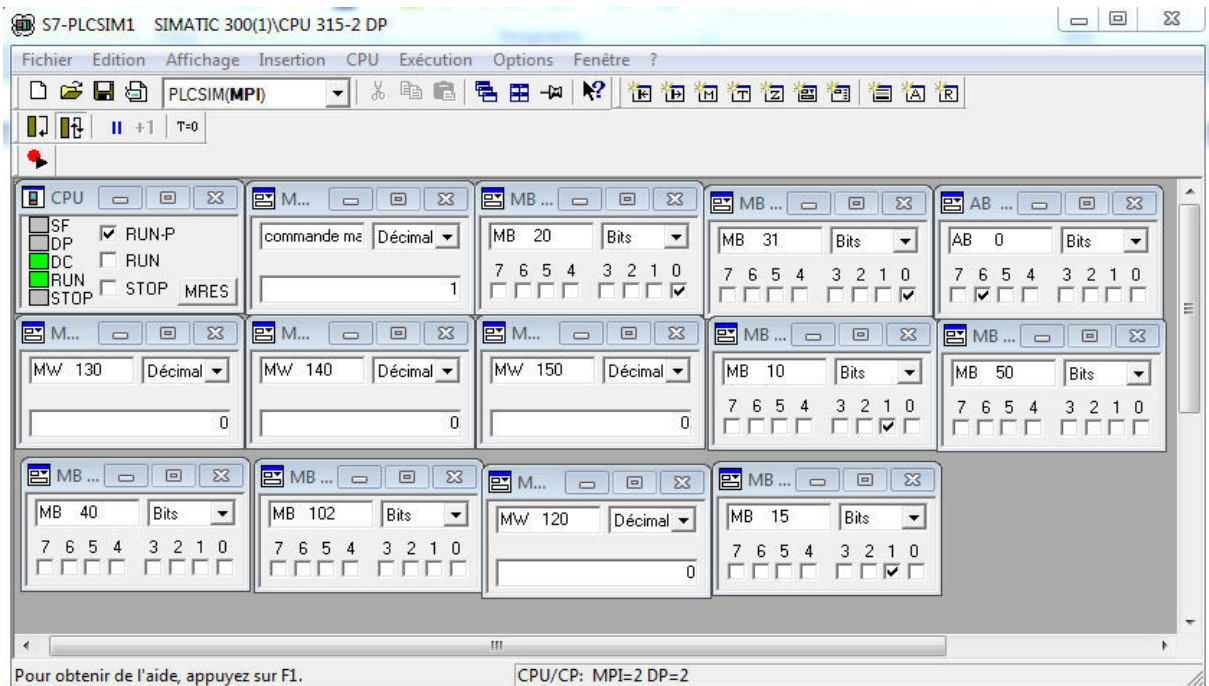 S7-PLCSIM1 SIMATIC 300(1)\CPU 315-2 DP
Fichier Edition Affichage Insertion CPU Exécution Options Fenêtre ?
PLCSIM(MPI)
+1 T=0
CPU
SF
DP
DC
RUN
STOP
RUN-P
RUN
STOP
MRES
M...
commande ma Décimal
1
MB ...
MB 20 Bits
7 6 5 4 3 2 1 0
MB ...
MB 31 Bits
7 6 5 4 3 2 1 0
AB ...
AB 0 Bits
7 6 5 4 3 2 1 0
M...
MW 130 Décimal
0
M...
MW 140 Décimal
0
M...
MW 150 Décimal
0
MB ...
MB 10 Bits
7 6 5 4 3 2 1 0
MB ...
MB 50 Bits
7 6 5 4 3 2 1 0
MB ...
MB 40 Bits
7 6 5 4 3 2 1 0
MB ...
MB 102 Bits
7 6 5 4 3 2 1 0
M...
MW 120 Décimal
0
MB ...
MB 15 Bits
7 6 5 4 3 2 1 0
Pour obtenir de l'aide, appuyez sur F1.
CPU/CP: MPI=2 DP=2